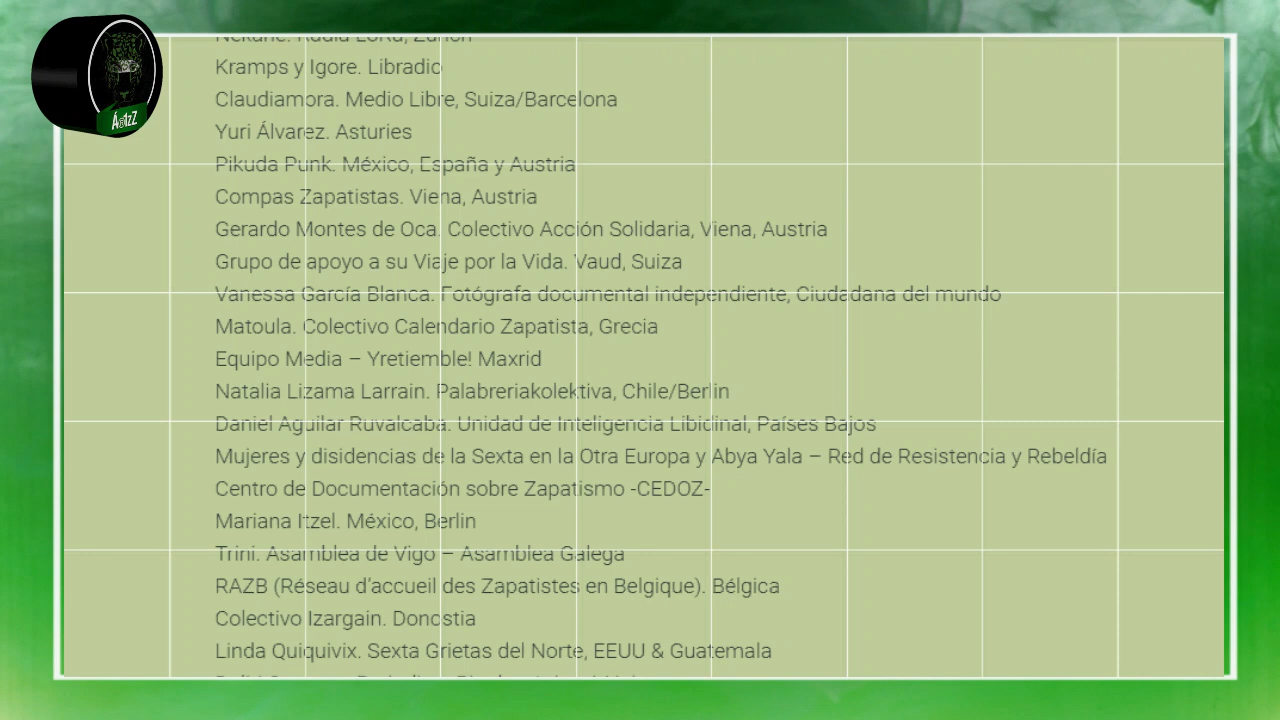 Kramps y Igore. Libradio
Claudiamora. Medio Libre, Suiza/Barcelona
Yuri Álvarez. Asturies
Pikuda Punk. México, España y Austria
Compas Zapatistas. Viena, Austria
Gerardo Montes de Oca. Colectivo Acción Solidaria, Viena, Austria
Grupo de apoyo a su Viaje por la Vida. Vaud, Suiza
Vanessa García Blanca. Fotógrafa documental independiente, Ciudadana del mundo
Matoula. Colectivo Calendario Zapatista, Grecia
Equipo Media – Yretiemble! Maxrid
Natalia Lizama Larrain. Palabreriakolektiva, Chile/Berlin
Daniel Aguilar Ruvalcaba. Unidad de Inteligencia Libidinal, Países Bajos
Mujeres y disidencias de la Sexta en la Otra Europa y Abya Yala – Red de Resistencia y Rebeldía
Centro de Documentación sobre Zapatismo -CEDOZ-
Mariana Itzel. México, Berlin
Trini. Asamblea de Vigo – Asamblea Galega
RAZB (Réseau d’accueil des Zapatistes en Belgique). Bélgica
Colectivo Izargain. Donostia
Linda Quiquivix. Sexta Grietas del Norte, EEUU & Guatemala